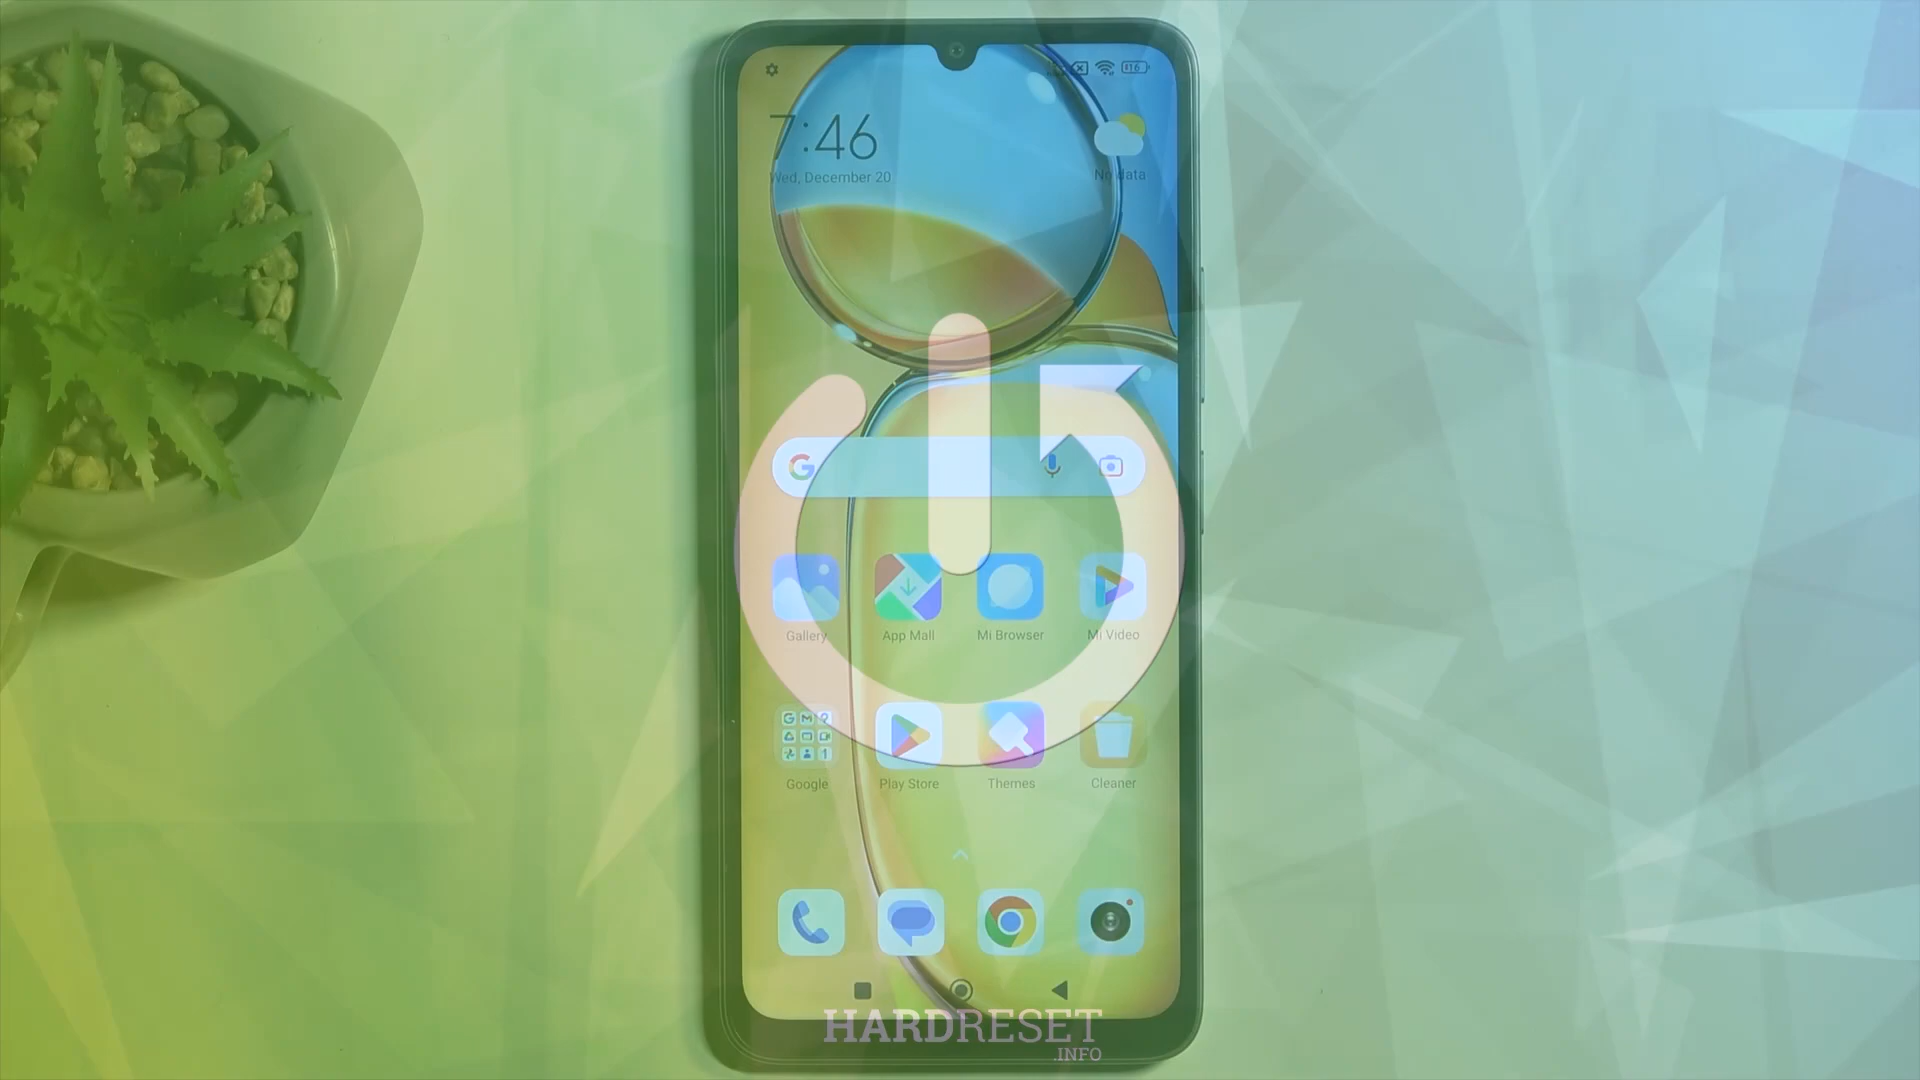 16
7:46
Wed, December 20
No data
Gallery
App Mall
Mi Browser
Mi Video
Google
Play Store
Themes
Cleaner
HARDRESET
.INFO